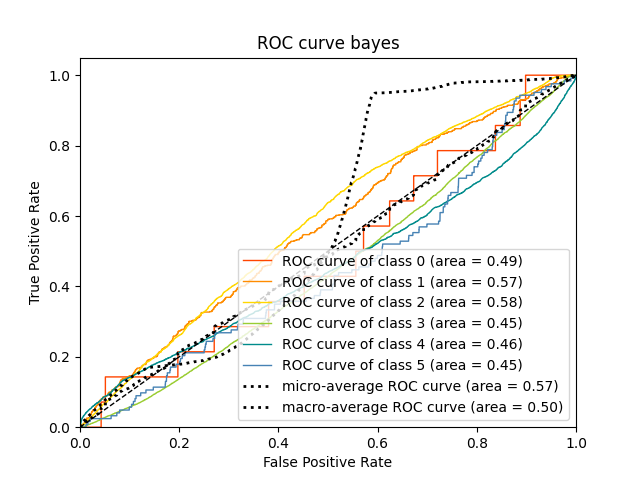 ROC curve bayes
True Positive Rate
1.0
0.8
0.6
0.4
0.2
0.0
ROC curve of class 0 (area = 0.49)
ROC curve of class 1 (area = 0.57)
ROC curve of class 2 (area = 0.58)
ROC curve of class 3 (area = 0.45)
ROC curve of class 4 (area = 0.46)
ROC curve of class 5 (area = 0.45)
micro-average ROC curve (area = 0.57)
macro-average ROC curve (area = 0.50)
0.0 0.2 0.4 0.6 0.8 1.0
False Positive Rate